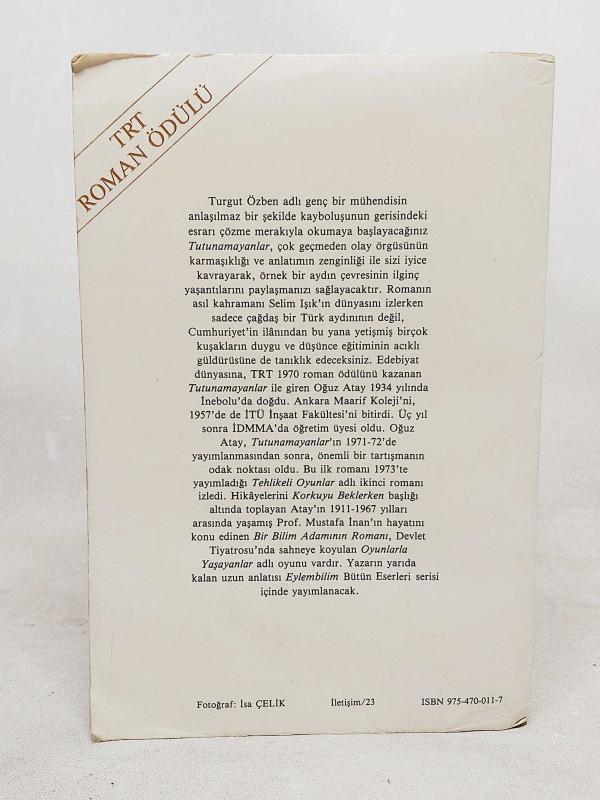 TRT
ROMAN ÖDÜLÜ
Turgut Özben adlı genç bir mühendisin
anlaşılmaz bir şekilde kayboluşunun gerisindeki
esrarı çözme merakıyla okumaya başlayacağınız
Tutunamayanlar, çok geçmeden olay örgüsünün
karmaşıklığı ve anlatımın zenginliği ile sizi iyice
kavrayarak, örnek bir aydın çevresinin ilginç
yaşantılarını paylaşmanızı sağlayacaktır. Romanın
asıl kahramanı Selim Işık'ın dünyasını izlerken
sadece çağdaş bir Türk aydınının değil,
Cumhuriyet'in ilânından bu yana yetişmiş birçok
kuşakların duygu ve düşünce eğitiminin acıklı
güldürüsüne de tanıklık edeceksiniz. Edebiyat
dünyasına, TRT 1970 roman ödülünü kazanan
Tutunamayanlar ile giren Oğuz Atay 1934 yılında
İnebolu'da doğdu. Ankara Maarif Koleji'ni,
1957'de de İTÜ İnşaat Fakültesi'ni bitirdi. Üç yıl
sonra İDMMA'da öğretim üyesi oldu. Oğuz
Atay, Tutunamayanlar'ın 1971-72'de
yayımlanmasından sonra, önemli bir tartışmanın
odak noktası oldu. Bu ilk romanı 1973'te
yayımladığı Tehlikeli Oyunlar adlı ikinci romanı
izledi. Hikâyelerini Korkuyu Beklerken başlığı
altında toplayan Atay'ın 1911-1967 yılları
arasında yaşamış Prof. Mustafa İnan'ın hayatını
konu edinen Bir Bilim Adamının Romanı, Devlet
Tiyatrosu'nda sahneye koyulan Oyunlarla
Yaşayanlar adlı oyunu vardır. Yazarın yarıda
kalan uzun anlatısı Eylembilim Bütün Eserleri serisi
içinde yayımlanacak.
Fotoğraf: İsa ÇELİK İletişim/23 ISBN 975-470-011-7